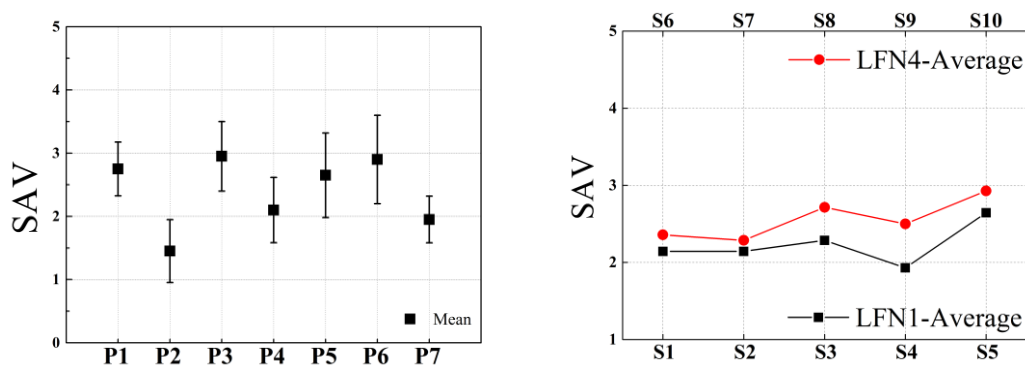 5
4
3
2
1
0
SAV
P1 P2 P3 P4 P5 P6 P7
Mean
S6 S7 S8 S9 S10
5
4
3
2
1
SAV
LFN4-Average
LFN1-Average
S1 S2 S3 S4 S5